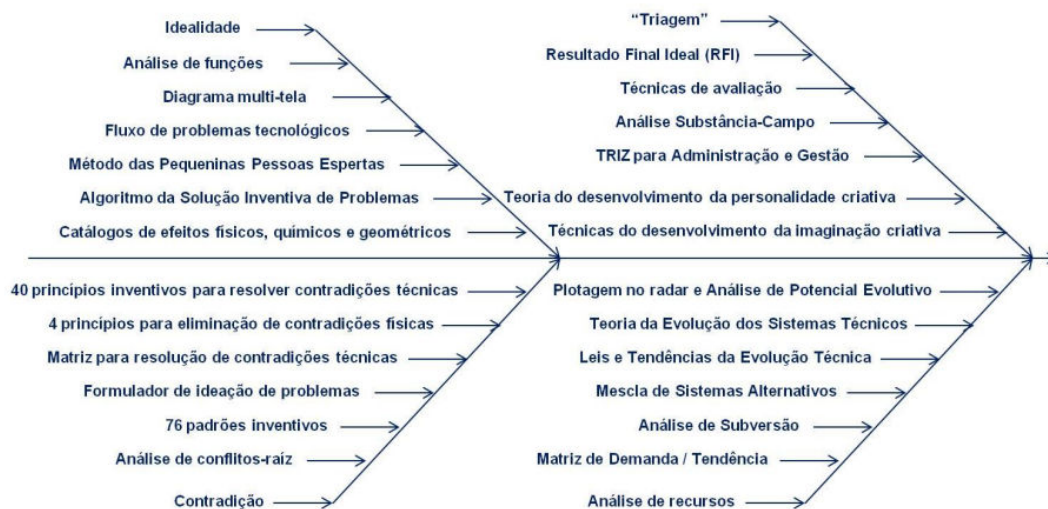 Idealidade
Análise de funções
Diagrama multi-tela
Fluxo de problemas tecnológicos
Método das Pequeninas Pessoas Espertas
Algoritmo da Solução Inventiva de Problemas
Catálogos de efeitos físicos, químicos e geométricos
“Triagem”
Resultado Final Ideal (RFI)
Técnicas de avaliação
Análise Substância-Campo
TRIZ para Administração e Gestão
Teoria do desenvolvimento da personalidade criativa
Técnicas do desenvolvimento da imaginação criativa
40 princípios inventivos para resolver contradições técnicas
4 princípios para eliminação de contradições físicas
Matriz para resolução de contradições técnicas
Formulador de ideação de problemas
76 padrões inventivos
Análise de conflitos-raíz
Contradição
Plotagem no radar e Análise de Potencial Evolutivo
Teoria da Evolução dos Sistemas Técnicos
Leis e Tendências da Evolução Técnica
Mescla de Sistemas Alternativos
Análise de Subversão
Matriz de Demanda / Tendência
Análise de recursos